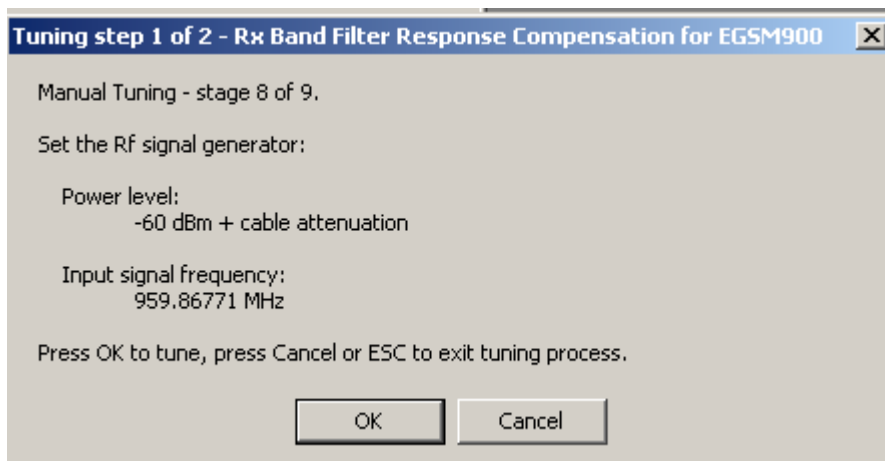 Tuning step 1 of 2 - Rx Band Filter Response Compensation for EGSM900
Manual Tuning - stage 8 of 9.
Set the Rf signal generator:
Power level:
-60 dBm + cable attenuation
Input signal frequency:
959.86771 MHz
Press OK to tune, press Cancel or ESC to exit tuning process.
OK
Cancel